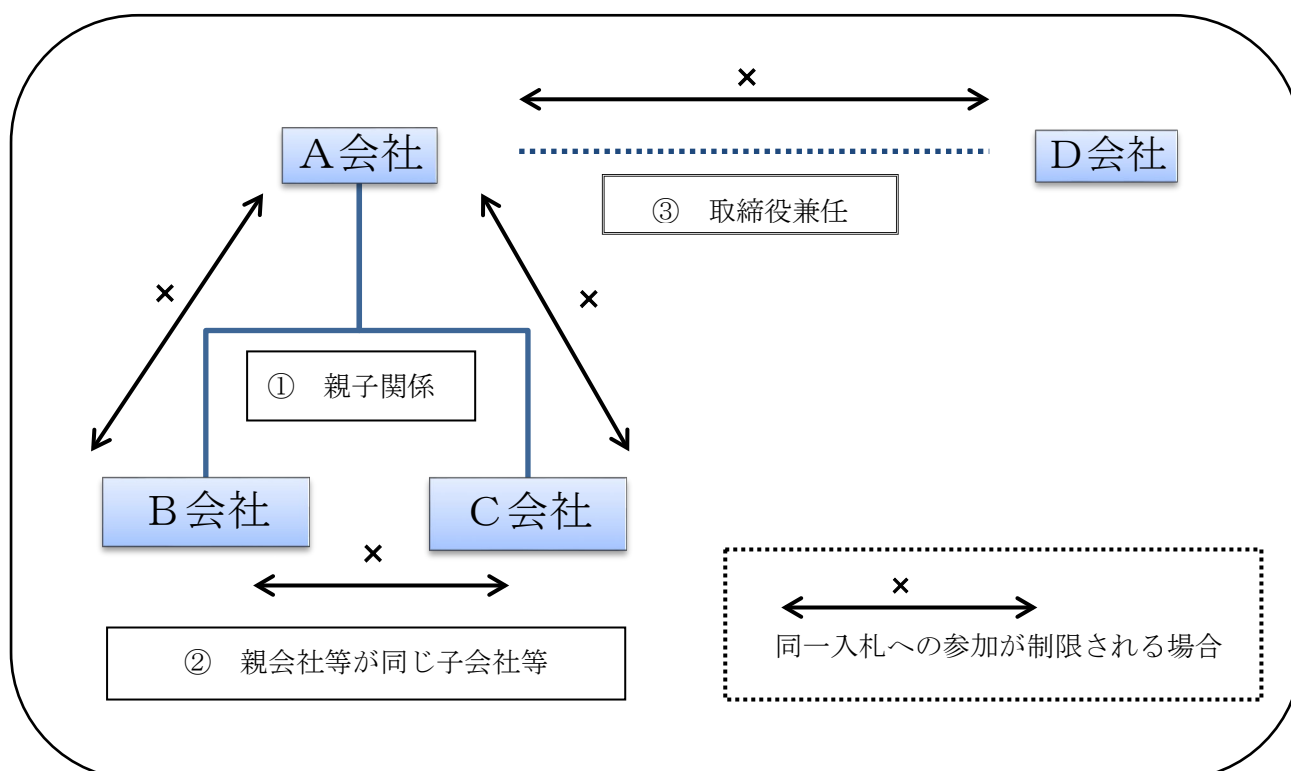 ×
Ａ会社
Ｄ会社
③　取締役兼任
×
×
①　親子関係
Ｂ会社
Ｃ会社
×
②　親会社等が同じ子会社等
×
同一入札への参加が制限される場合